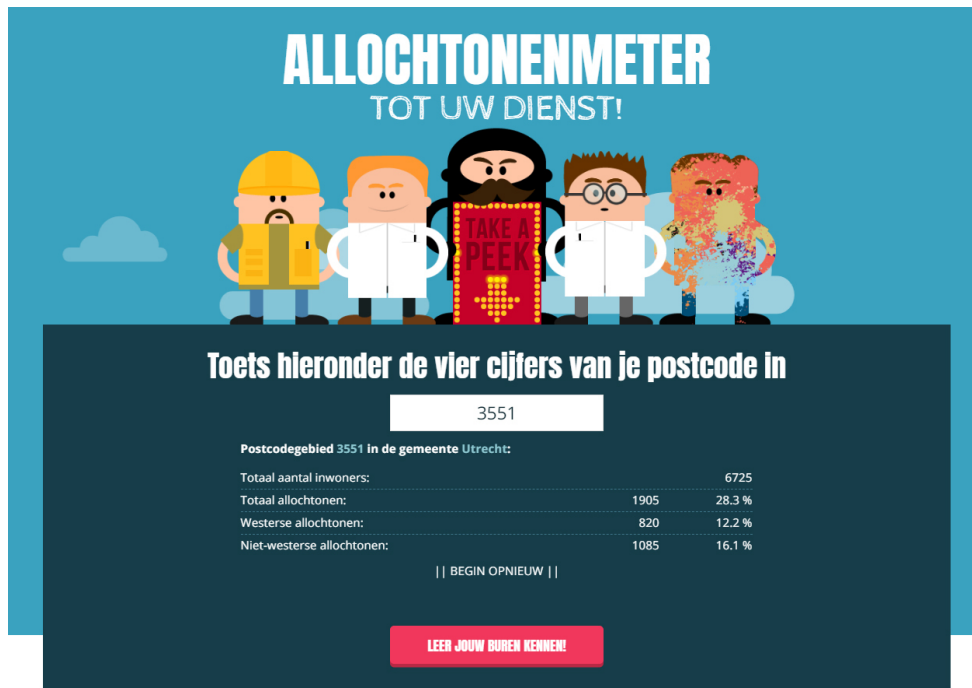 ALLOCHTONENMETER
TOT UW DIENST!
TAKE A
PEEK
Toets hieronder de vier cijfers van je postcode in
3551
Postcodegebied 3551 in de gemeente Utrecht:
Totaal aantal inwoners: 6725
Totaal allochtonen: 1905 28.3 %
Westerse allochtonen: 820 12.2 %
Niet-westerse allochtonen: 1085 16.1 %
|| BEGIN OPNIEUW ||
LEER JOUW BUREN KENNEN!